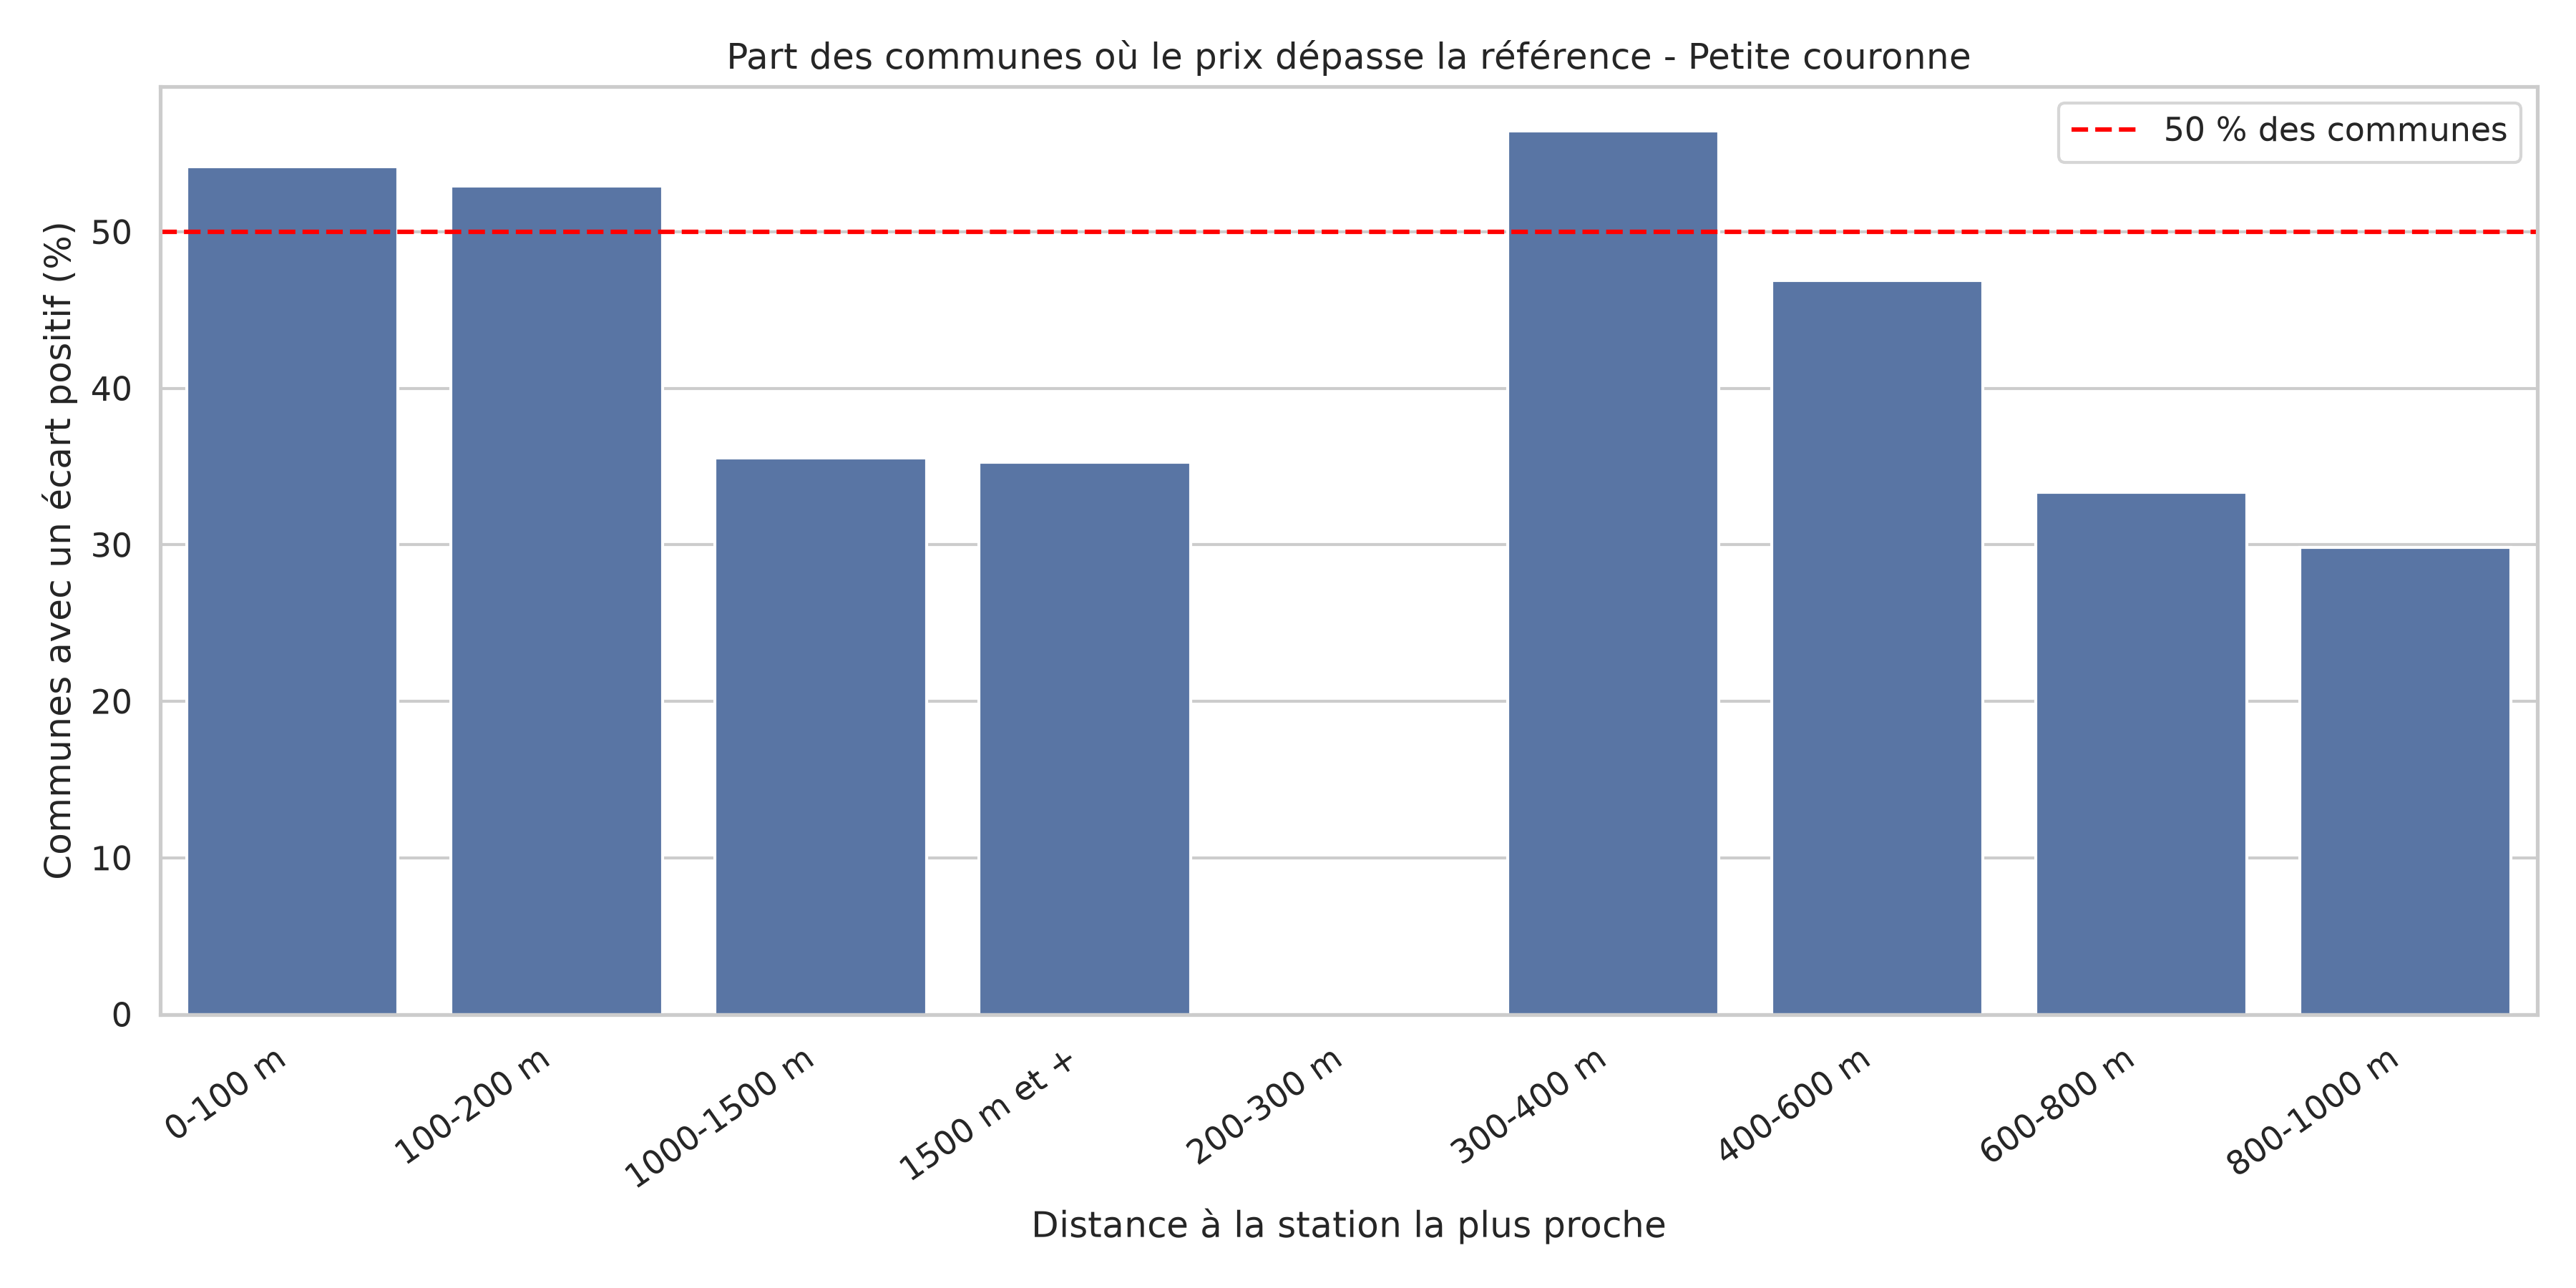 Part des communes où le prix dépasse la référence - Petite couronne
50 % des communes
Communes avec un écart positif (%)
50
40
30
20
10
0
0-100 m
100-200 m
1000-1500 m
1500 m et +
200-300 m
300-400 m
400-600 m
600-800 m
800-1000 m
Distance à la station la plus proche